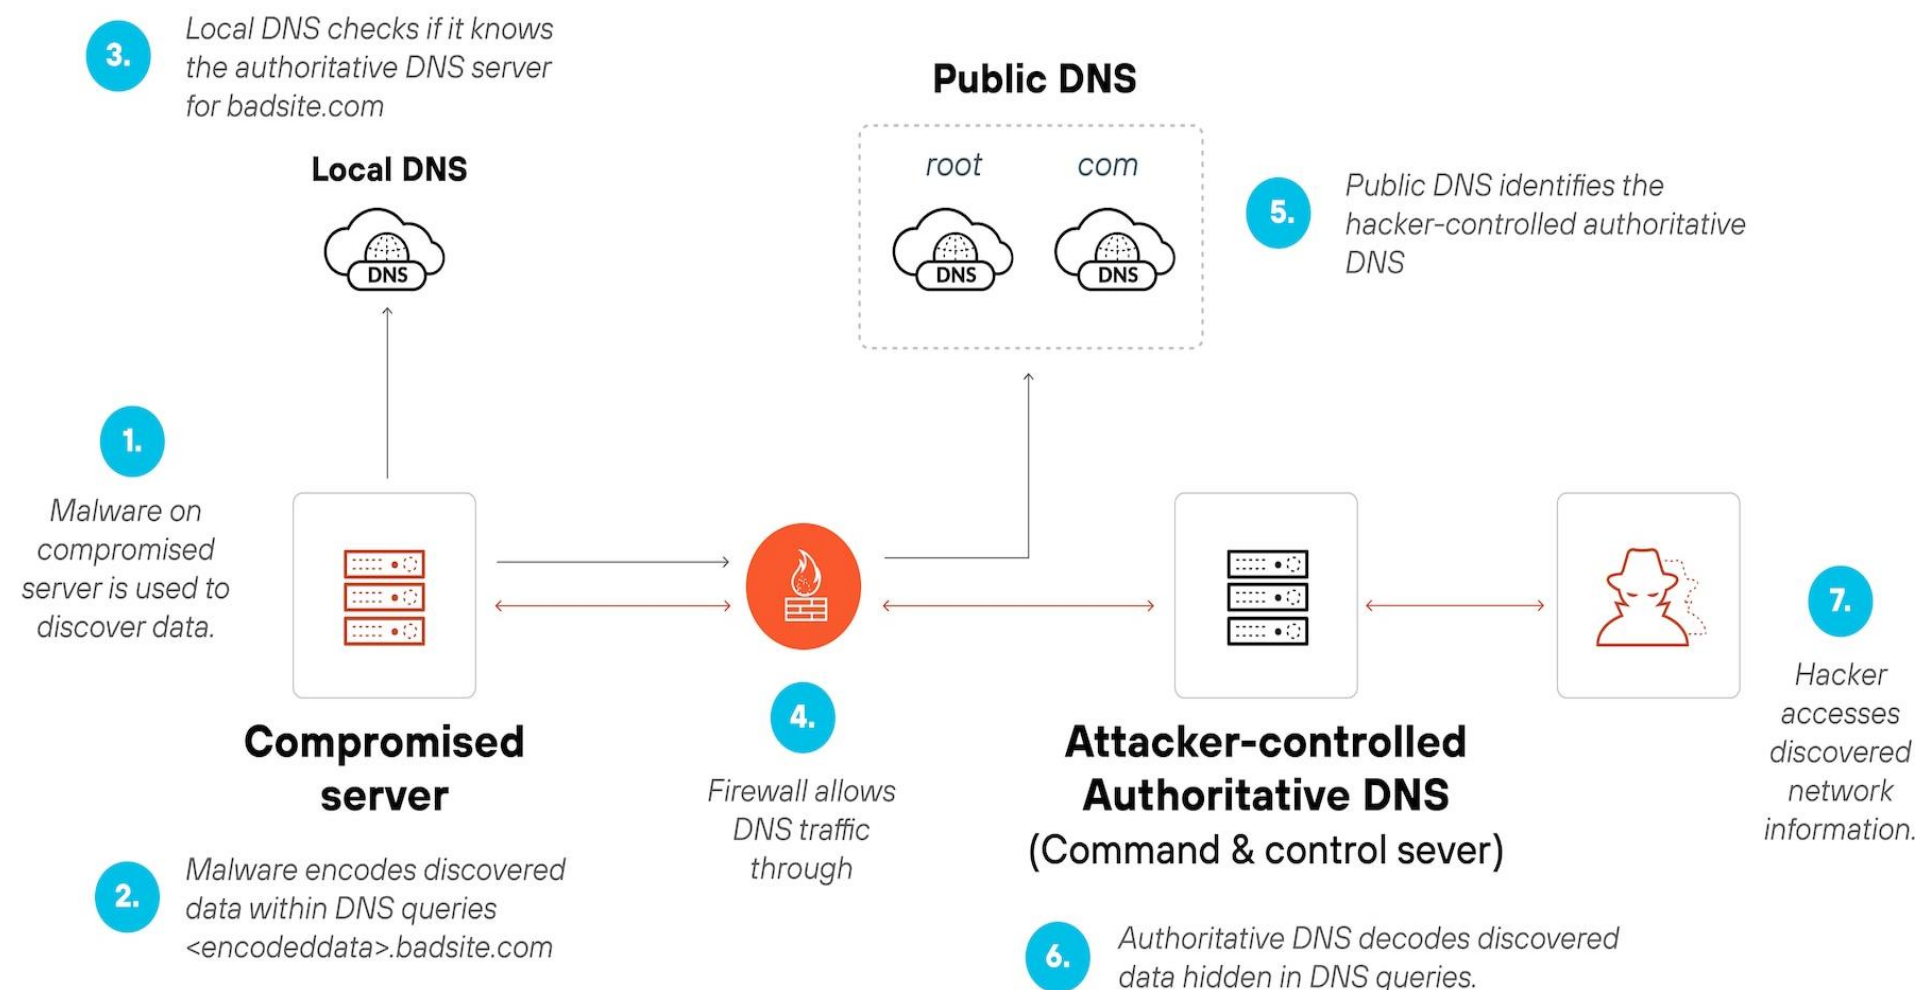 3.
Local DNS checks if it knows
the authoritative DNS server
for badsite.com
Local DNS
DNS
Public DNS
root
com
DNS
DNS
5.
Public DNS identifies the
hacker-controlled authoritative
DNS
1.
Malware on
compromised
server is used to
discover data.
Compromised
server
2.
Malware encodes discovered
data within DNS queries
<encodeddata>.badsite.com
4.
Firewall allows
DNS traffic
through
Attacker-controlled
Authoritative DNS
(Command & control sever)
6.
Authoritative DNS decodes discovered
data hidden in DNS queries.
7.
Hacker
accesses
discovered
network
information.